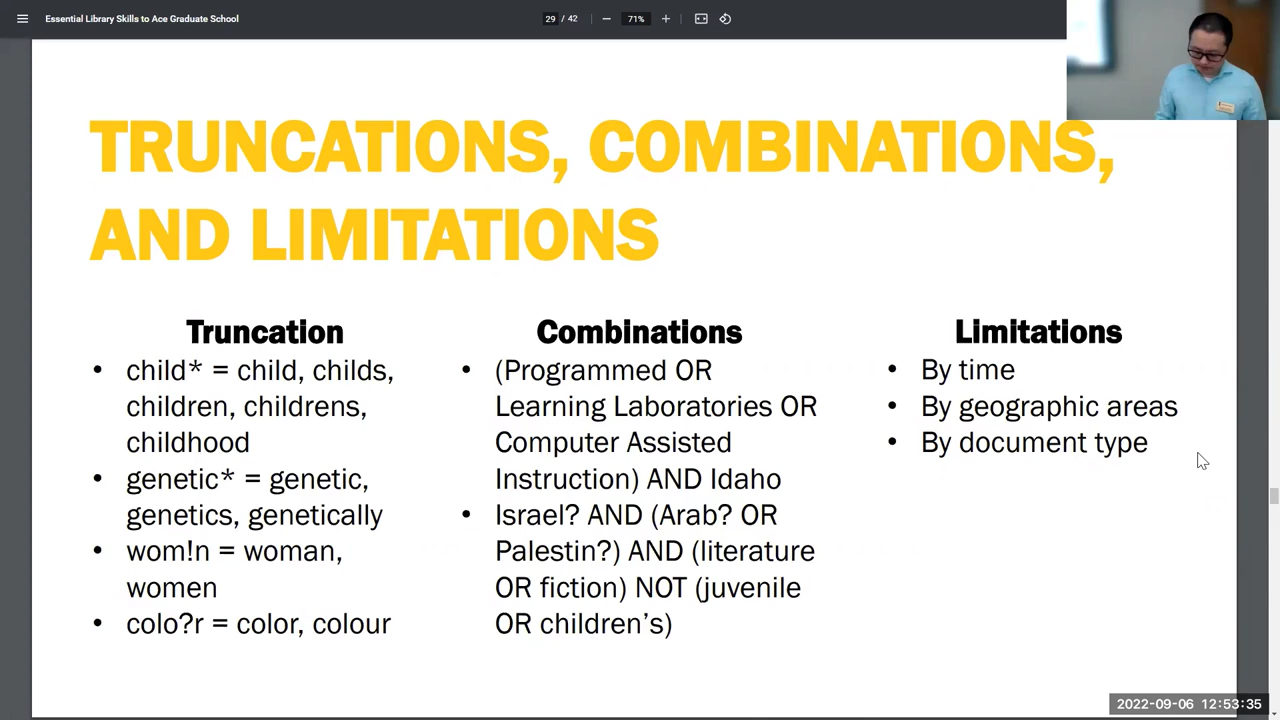 Essential Library Skills to Ace Graduate School
29 / 42
71%
TRUNCATIONS, COMBINATIONS,
AND LIMITATIONS
Truncation
• child* = child, childs,
children, childrens,
childhood
• genetic* = genetic,
genetics, genetically
• wom!n = woman,
women
• colo?r = color, colour
Combinations
• (Programmed OR
Learning Laboratories OR
Computer Assisted
Instruction) AND Idaho
• Israel? AND (Arab? OR
Palestin?) AND (literature
OR fiction) NOT (juvenile
OR children’s)
Limitations
• By time
• By geographic areas
• By document type
2022-09-06 12:53:35